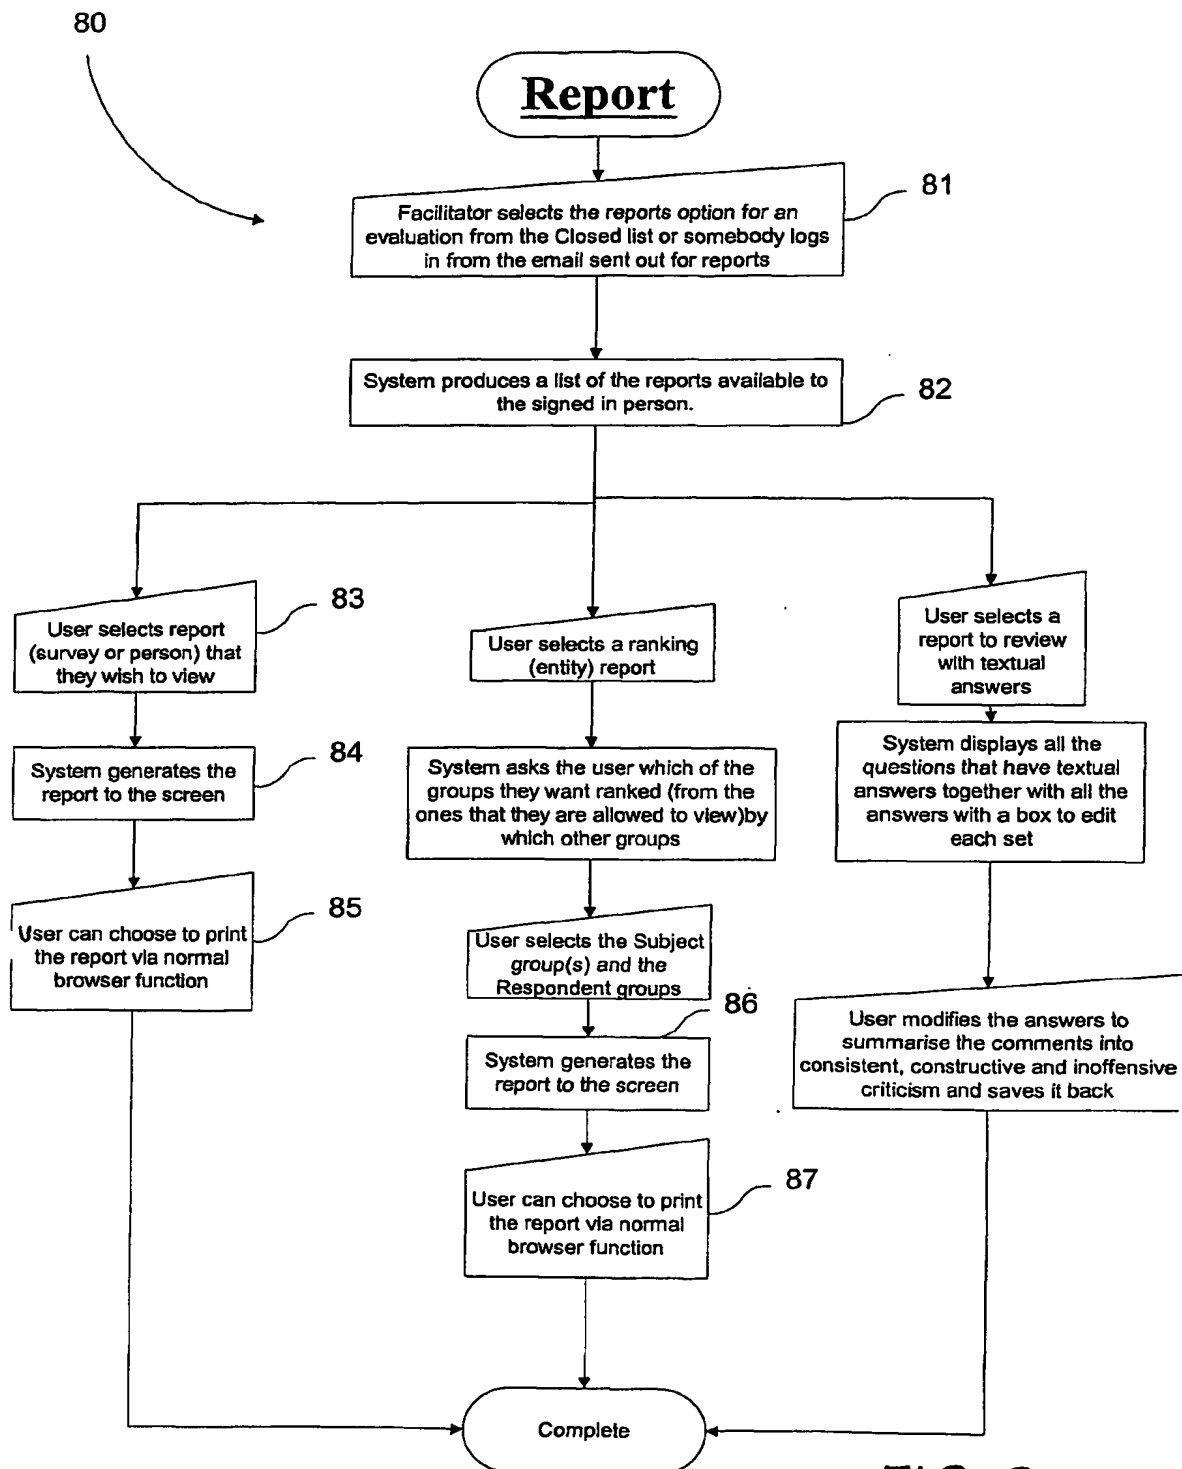 80
Report
81
Facilitator selects the reports option for an
evaluation from the Closed list or somebody logs
in from the email sent out for reports
System produces a list of the reports available to
the signed in person.
82
83
User selects report
(survey or person) that
they wish to view
User selects a ranking
(entity) report
User selects a
report to review
with textual
answers
84
System generates the
report to the screen
System asks the user which of the
groups they want ranked (from the
ones that they are allowed to view)by
which other groups
System displays all the
questions that have textual
answers together with all the
answers with a box to edit
each set
85
User can choose to print
the report via normal
browser function
User selects the Subject
group(s) and the
Respondent groups
86
System generates the
report to the screen
User modifies the answers to
summarise the comments into
consistent, constructive and inoffensive
criticism and saves it back
87
User can choose to print
the report via normal
browser function
Complete